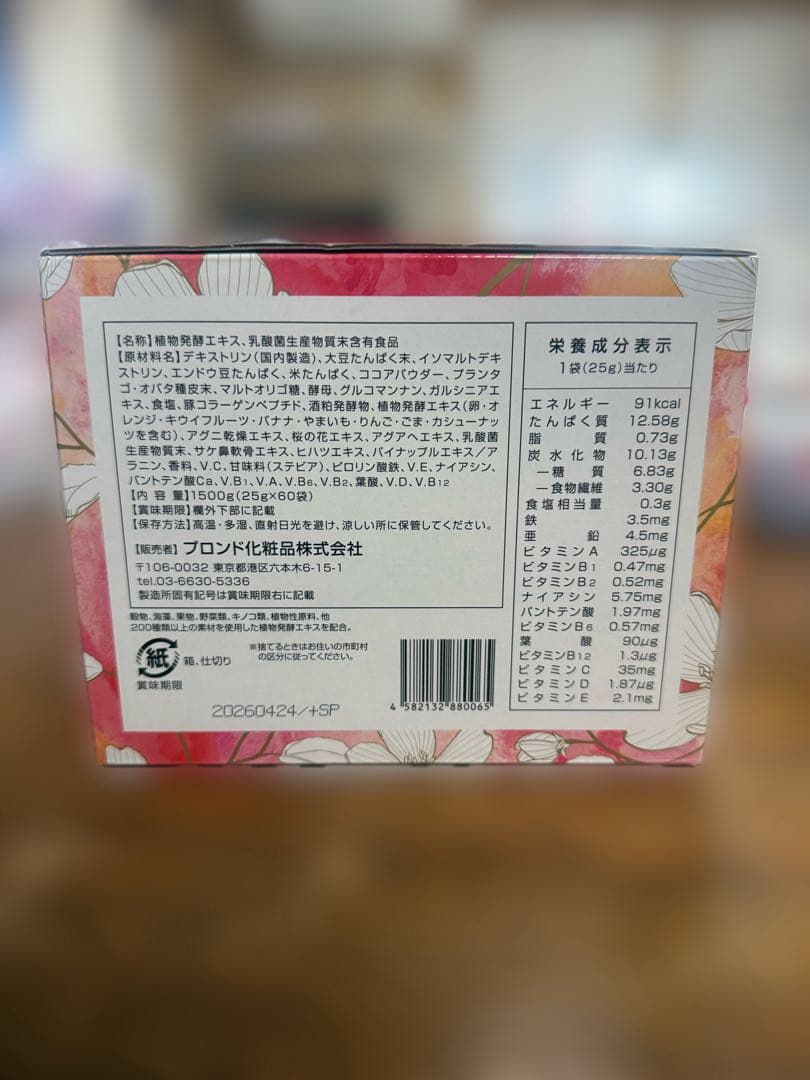 【名称】植物発酵エキス、乳酸菌生産物質末含有食品
【原材料名】デキストリン(国内製造)、大豆たんぱく末、イソマルトデキ
ストリン、エンドウ豆たんぱく、米たんぱく、ココアパウダー、プランタ
ゴ・オバタ種皮末、マルトオリゴ糖、酵母、グルコマンナン、ガルシニアエ
キス、食塩、豚コラーゲンペプチド、酒粕発酵物、植物発酵エキス(卵・オ
レンジ・キウイフルーツ・バナナ・やまいも・りんご・ごま・カシューナッ
ツを含む)、アグニ乾燥エキス、桜の花エキス、アグアヘエキス、乳酸菌
生産物質末、サケ鼻軟骨エキス、ヒハツエキス、パイナップルエキス/ア
ラニン、香料、V.C、甘味料(ステビア)、ピロリン酸鉄、V.E、ナイアシン、
パントテン酸Ca、V.B1、V.A、V.B6、V.B2、葉酸、V.D、V.B12
【内 容 量】1500g(25g×60袋)
【賞味期限】欄外下部に記載
【保存方法】高温・多湿、直射日光を避け、涼しい所に保管してください。
【販売者】ブロンド化粧品株式会社
〒106-0032 東京都港区六本木6-15-1
tel.03-6630-5336
製造所固有記号は賞味期限右に記載
穀物、海藻、果物、野菜類、キノコ類、植物性原料、他
200種類以上の素材を使用した植物発酵エキスを配合。
紙
箱、仕切り
※捨てるときはお住いの市町村
の区分に従ってください。
賞味期限
20260424/+SP
4 582132 880065
栄養成分表示
1袋(25g)当たり
エネルギー 91kcal
たんぱく質 12.58g
脂 質 0.73g
炭水化物 10.13g
－糖 質 6.83g
－食物繊維 3.30g
食塩相当量 0.3g
鉄 3.5mg
亜 鉛 4.5mg
ビタミンA 325μg
ビタミンB1 0.47mg
ビタミンB2 0.52mg
ナイアシン 5.75mg
パントテン酸 1.97mg
ビタミンB6 0.57mg
葉 酸 90μg
ビタミンB12 1.3μg
ビタミンC 35mg
ビタミンD 1.87μg
ビタミンE 2.1mg